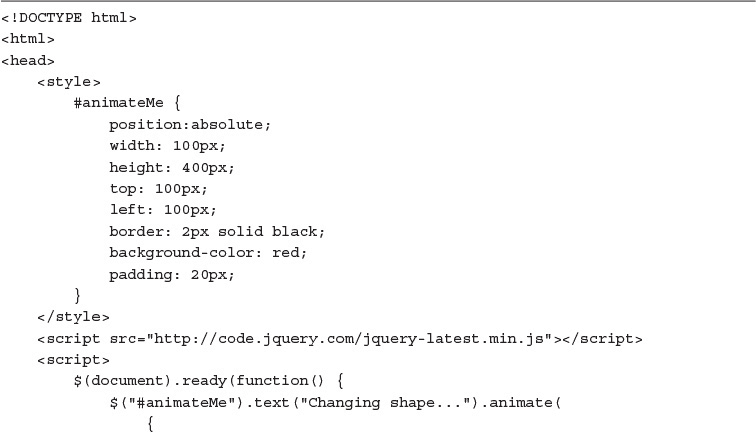 <!DOCTYPE html>
<html>
<head>
    <style>
        #animateMe {
            position:absolute;
            width: 100px;
            height: 400px;
            top: 100px;
            left: 100px;
            border: 2px solid black;
            background-color: red;
            padding: 20px;
        }
    </style>
    <script src="http://code.jquery.com/jquery-latest.min.js"></script>
    <script>
        $(document).ready(function() {
            $("#animateMe").text("Changing shape...").animate(
                {